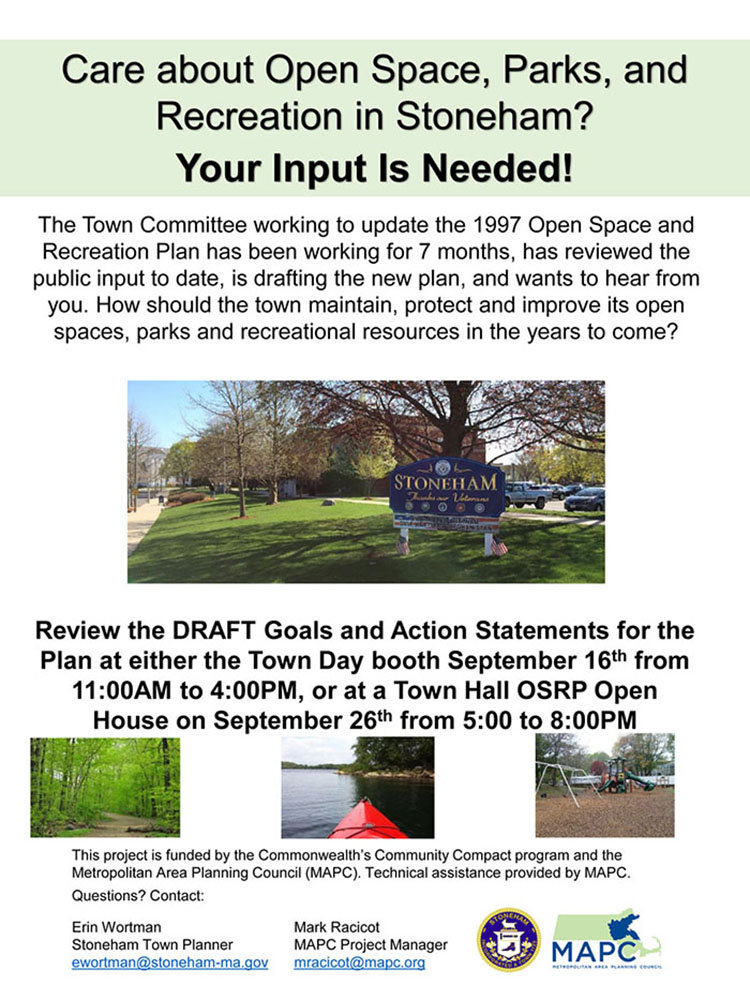 Care about Open Space, Parks, and
Recreation in Stoneham?
Your Input Is Needed!
The Town Committee working to update the 1997 Open Space and
Recreation Plan has been working for 7 months, has reviewed the
public input to date, is drafting the new plan, and wants to hear from
you. How should the town maintain, protect and improve its open
spaces, parks and recreational resources in the years to come?
STONEHAM
Thanks our Veterans
Review the DRAFT Goals and Action Statements for the
Plan at either the Town Day booth September 16th from
11:00AM to 4:00PM, or at a Town Hall OSRP Open
House on September 26th from 5:00 to 8:00PM
This project is funded by the Commonwealth's Community Compact program and the
Metropolitan Area Planning Council (MAPC). Technical assistance provided by MAPC.
Questions? Contact:
Erin Wortman
Stoneham Town Planner
ewortman@stoneham-ma.gov
Mark Racicot
MAPC Project Manager
mracicot@mapc.org
STONEHAM
MAPC
METROPOLITAN AREA PLANNING COUNCIL